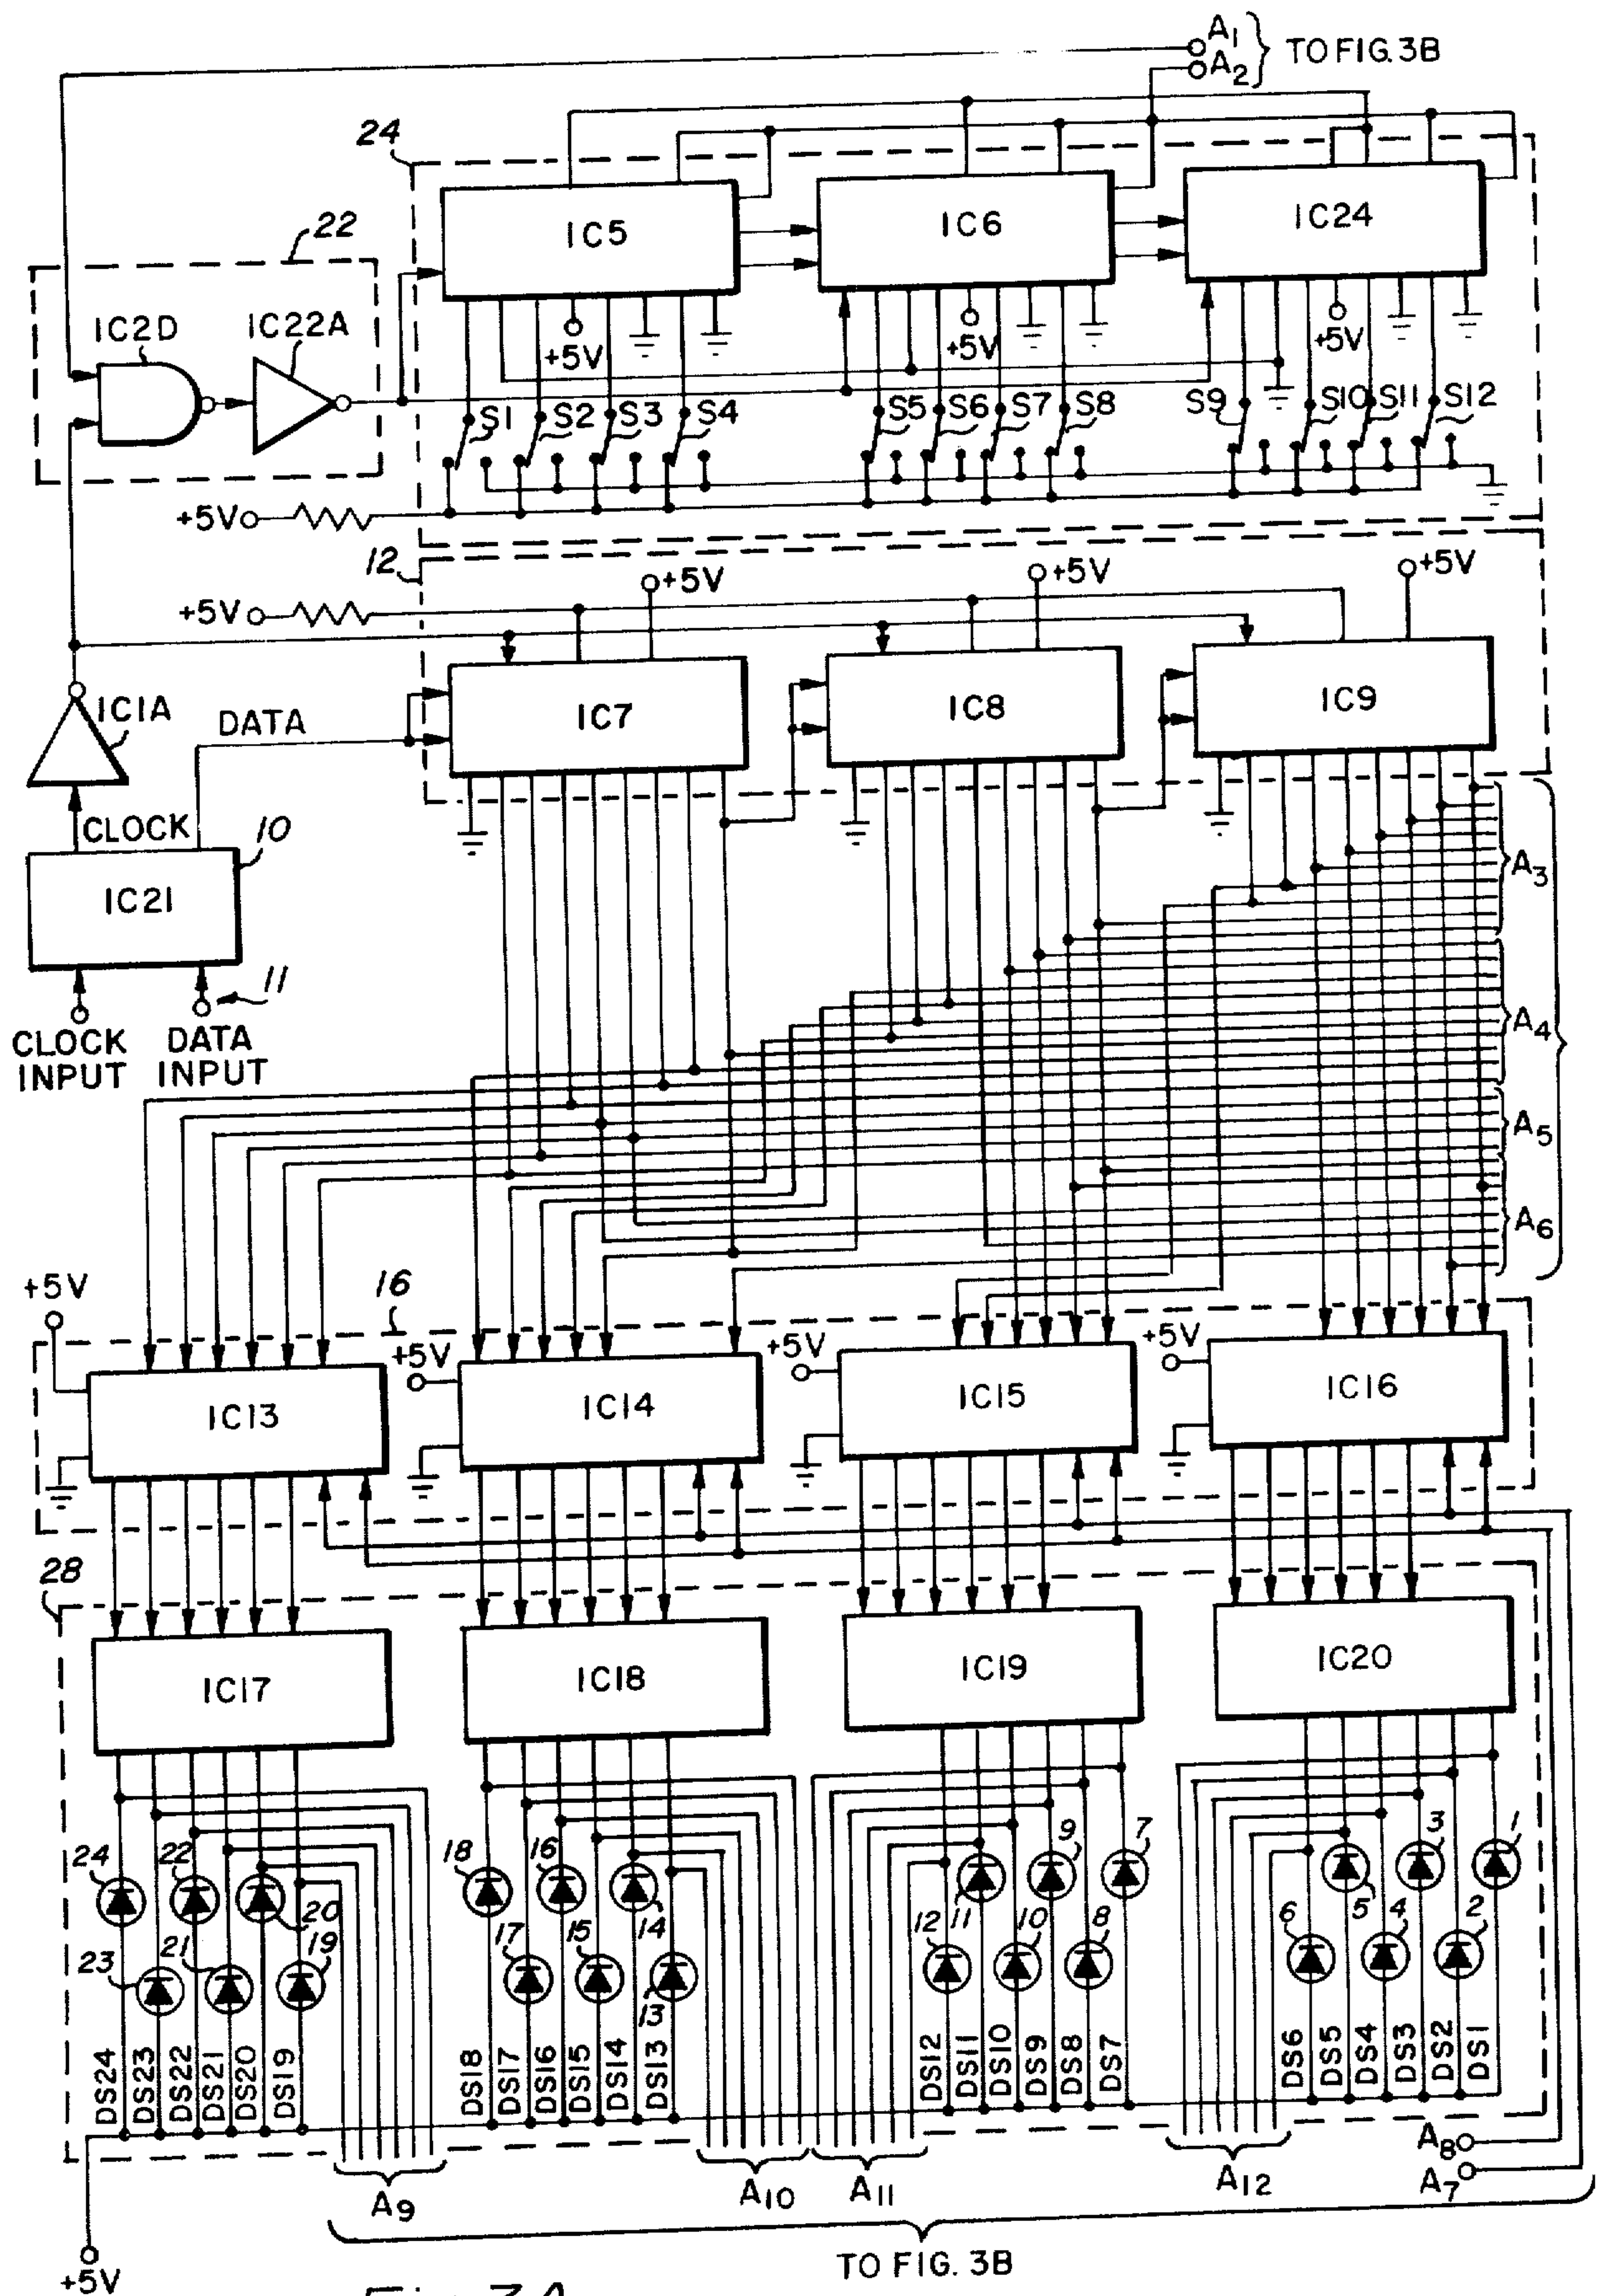 A1
A2
TO FIG. 3B
24
22
IC5
IC6
IC24
IC2D
IC22A
+5V
+5V
+5V
S1
S2
S3
S4
S5
S6
S7
S8
S9
S10
S11
S12
+5V
12
+5V
+5V
+5V
+5V
IC1A
DATA
IC7
IC8
IC9
CLOCK
10
IC21
A3
11
CLOCK
INPUT
DATA
INPUT
A4
A5
A6
+5V
16
+5V
+5V
+5V
IC13
IC14
IC15
IC16
28
IC17
IC18
IC19
IC20
24
22
20
18
16
14
11
9
7
5
3
1
23
21
19
17
15
13
12
10
8
6
4
2
DS24
DS23
DS22
DS21
DS20
DS19
DS18
DS17
DS16
DS15
DS14
DS13
DS12
DS11
DS10
DS9
DS8
DS7
DS6
DS5
DS4
DS3
DS2
DS1
A8
A7
A9
A10
A11
A12
+5V
TO FIG. 3B